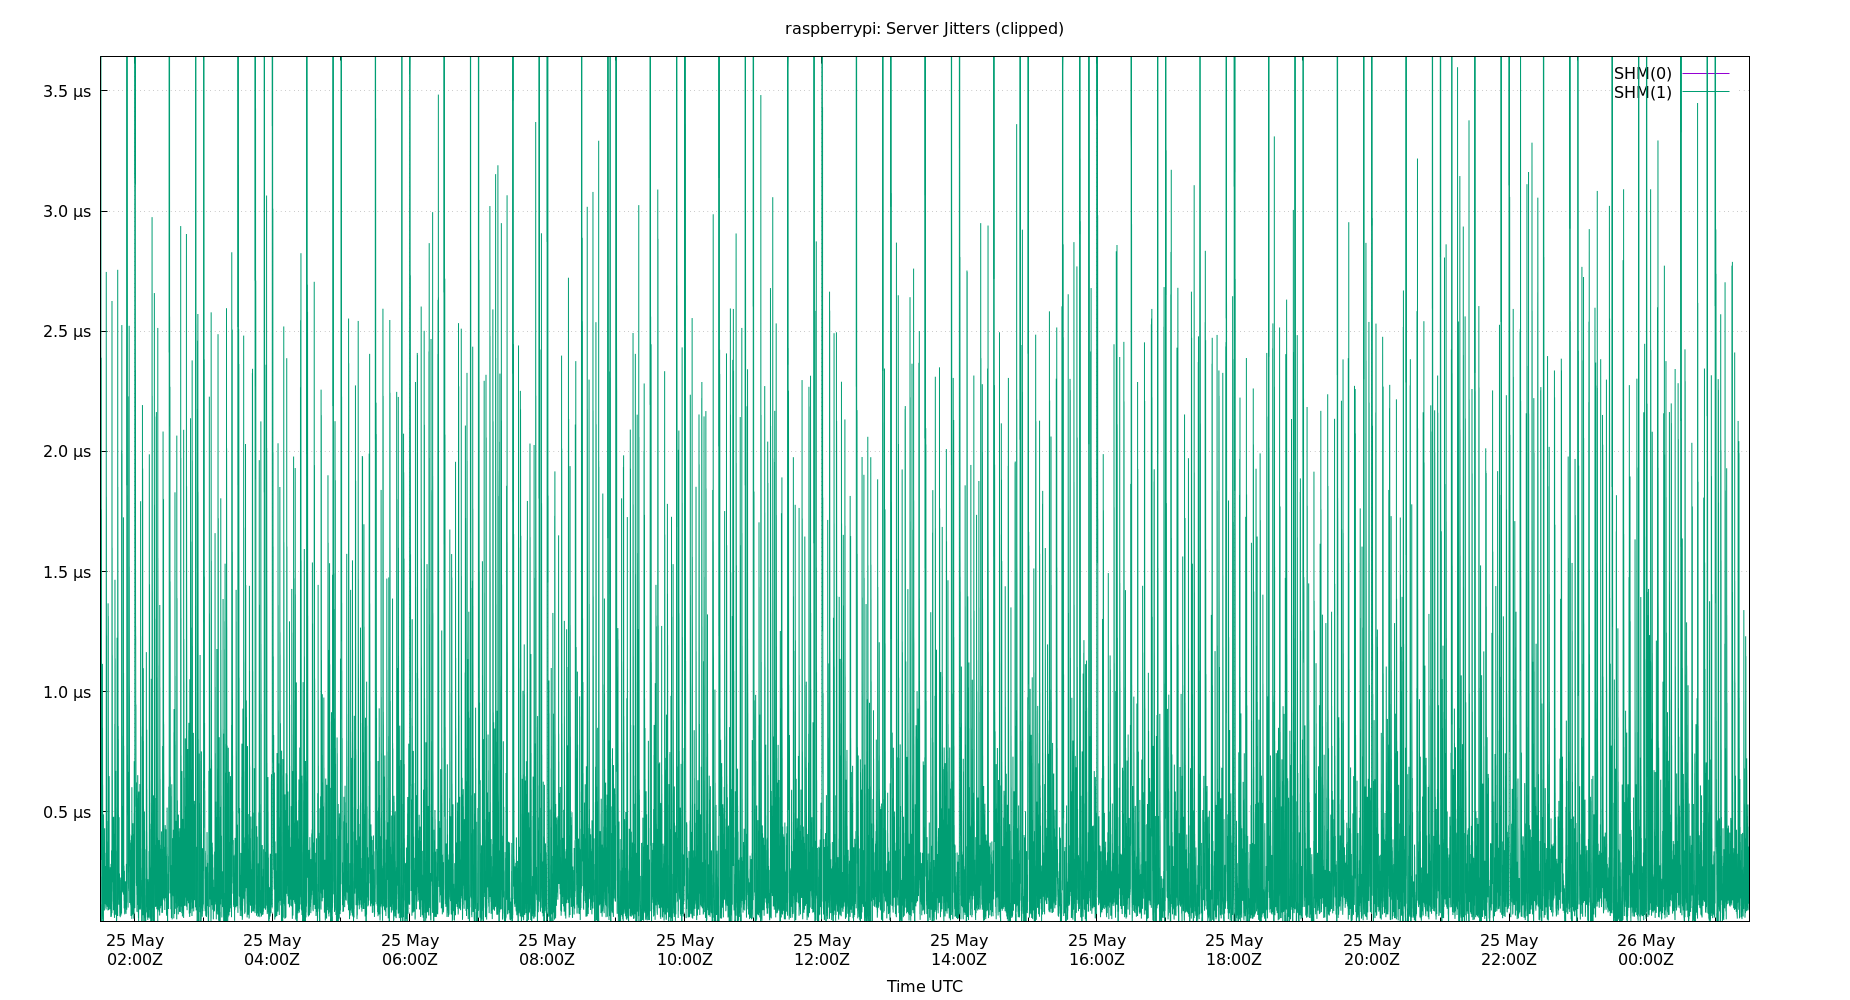 raspberrypi: Server Jitters (clipped)
SHM(0)
SHM(1)
3.5 µs
3.0 µs
2.5 µs
2.0 µs
1.5 µs
1.0 µs
0.5 µs
25 May 25 May 25 May 25 May 25 May 25 May 25 May 25 May 25 May 25 May 25 May 26 May
02:00Z 04:00Z 06:00Z 08:00Z 10:00Z 12:00Z 14:00Z 16:00Z 18:00Z 20:00Z 22:00Z 00:00Z
Time UTC